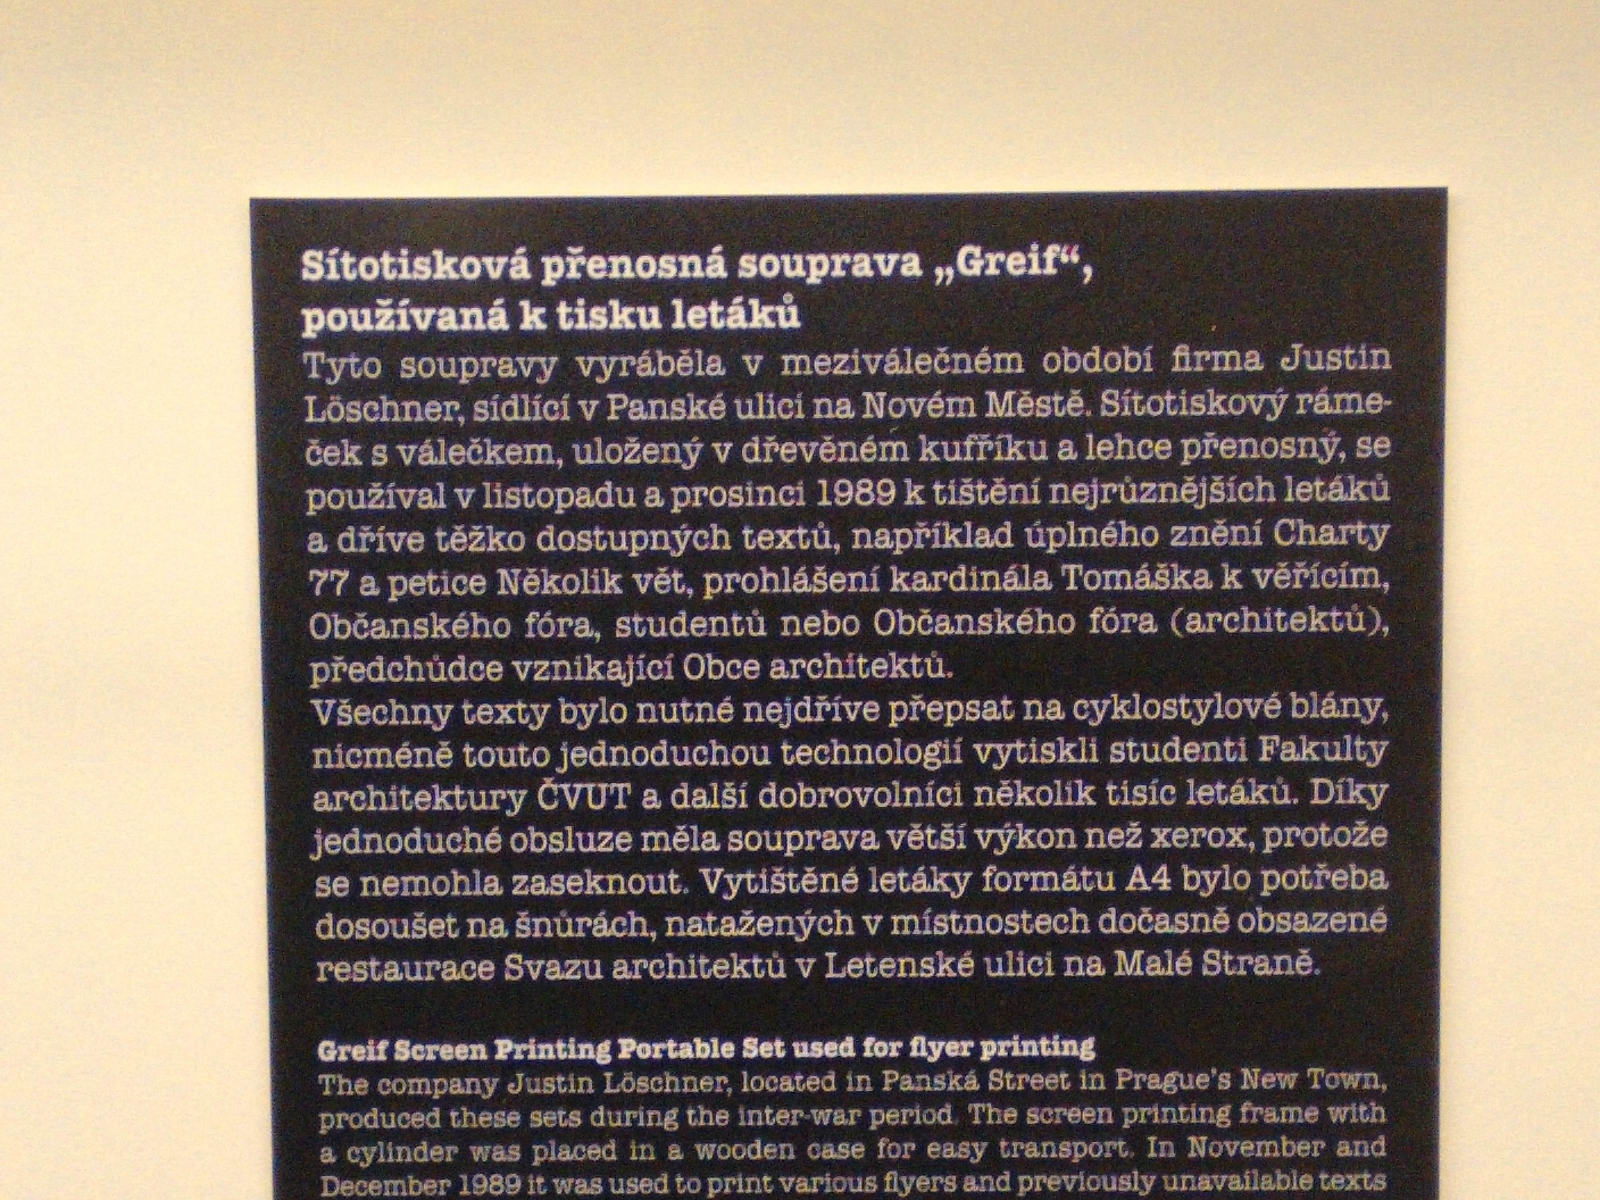 Sítotisková přenosná souprava „Greif“,
používaná k tisku letáků
Tyto soupravy vyráběla v meziválečném období firma Justin
Löschner, sídlící v Panské ulici na Novém Městě. Sítotiskový ráme-
ček s válečkem, uložený v dřevěném kufříku a lehce přenosný, se
používal v listopadu a prosinci 1989 k tištění nejrůznějších letáků
a dříve těžko dostupných textů, například úplného znění Charty
77 a petice Několik vět, prohlášení kardinála Tomáška k věřícím,
Občanského fóra, studentů nebo Občanského fóra (architektů),
předchůdce vznikající Obce architektů.
Všechny texty bylo nutné nejdříve přepsat na cyklostylové blány,
nicméně touto jednoduchou technologií vytiskli studenti Fakulty
architektury ČVUT a další dobrovolníci několik tisíc letáků. Díky
jednoduché obsluze měla souprava větší výkon než xerox, protože
se nemohla zaseknout. Vytištěné letáky formátu A4 bylo potřeba
dosoušet na šnůrách, natažených v místnostech dočasně obsazené
restaurace Svazu architektů v Letenské ulici na Malé Straně.
Greif Screen Printing Portable Set used for flyer printing
The company Justin Löschner, located in Panská Street in Prague's New Town,
produced these sets during the inter-war period. The screen printing frame with
a cylinder was placed in a wooden case for easy transport. In November and
December 1989 it was used to print various flyers and previously unavailable texts